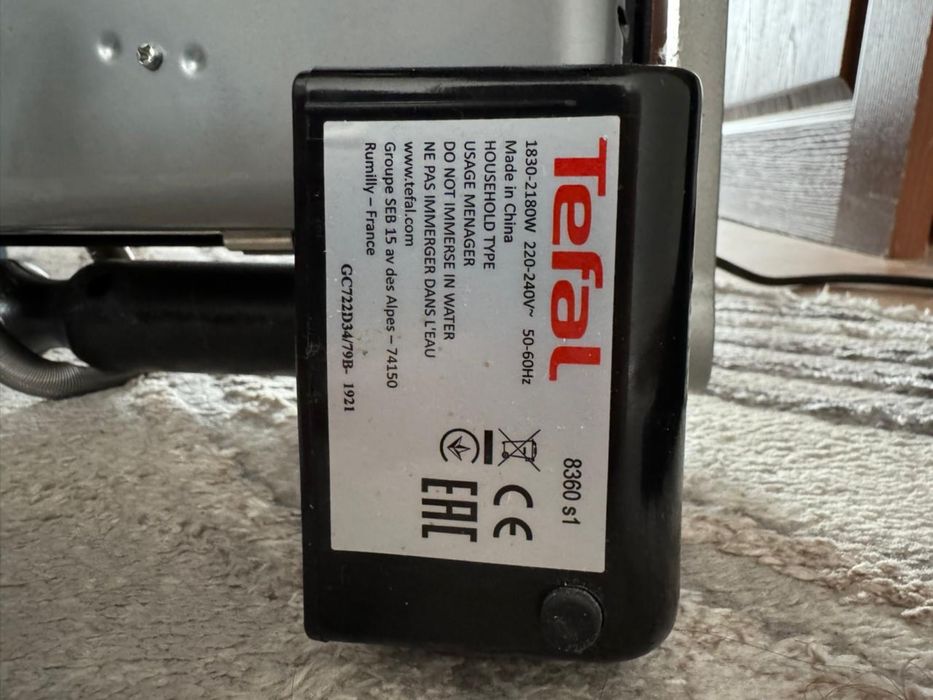 Tefal
8360 s1
1830-2180W 220-240V~ 50-60Hz
Made in China
HOUSEHOLD TYPE
USAGE MENAGER
DO NOT IMMERSE IN WATER
NE PAS IMMERGER DANS L'EAU
www.tefal.com
Groupe SEB 15 av des Alpes – 74150
Rumilly – France
GC722D34/79B- 1921
CE
EAC